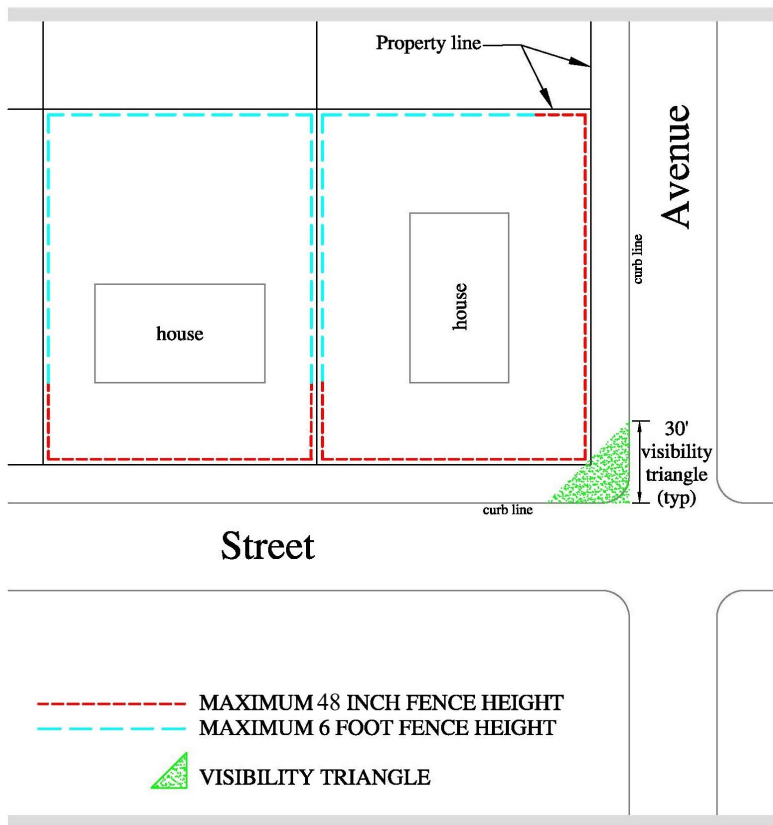 Property line
Avenue
curb line
house
house
30'
visibility
triangle
(typ)
curb line
Street
MAXIMUM 48 INCH FENCE HEIGHT
MAXIMUM 6 FOOT FENCE HEIGHT
VISIBILITY TRIANGLE